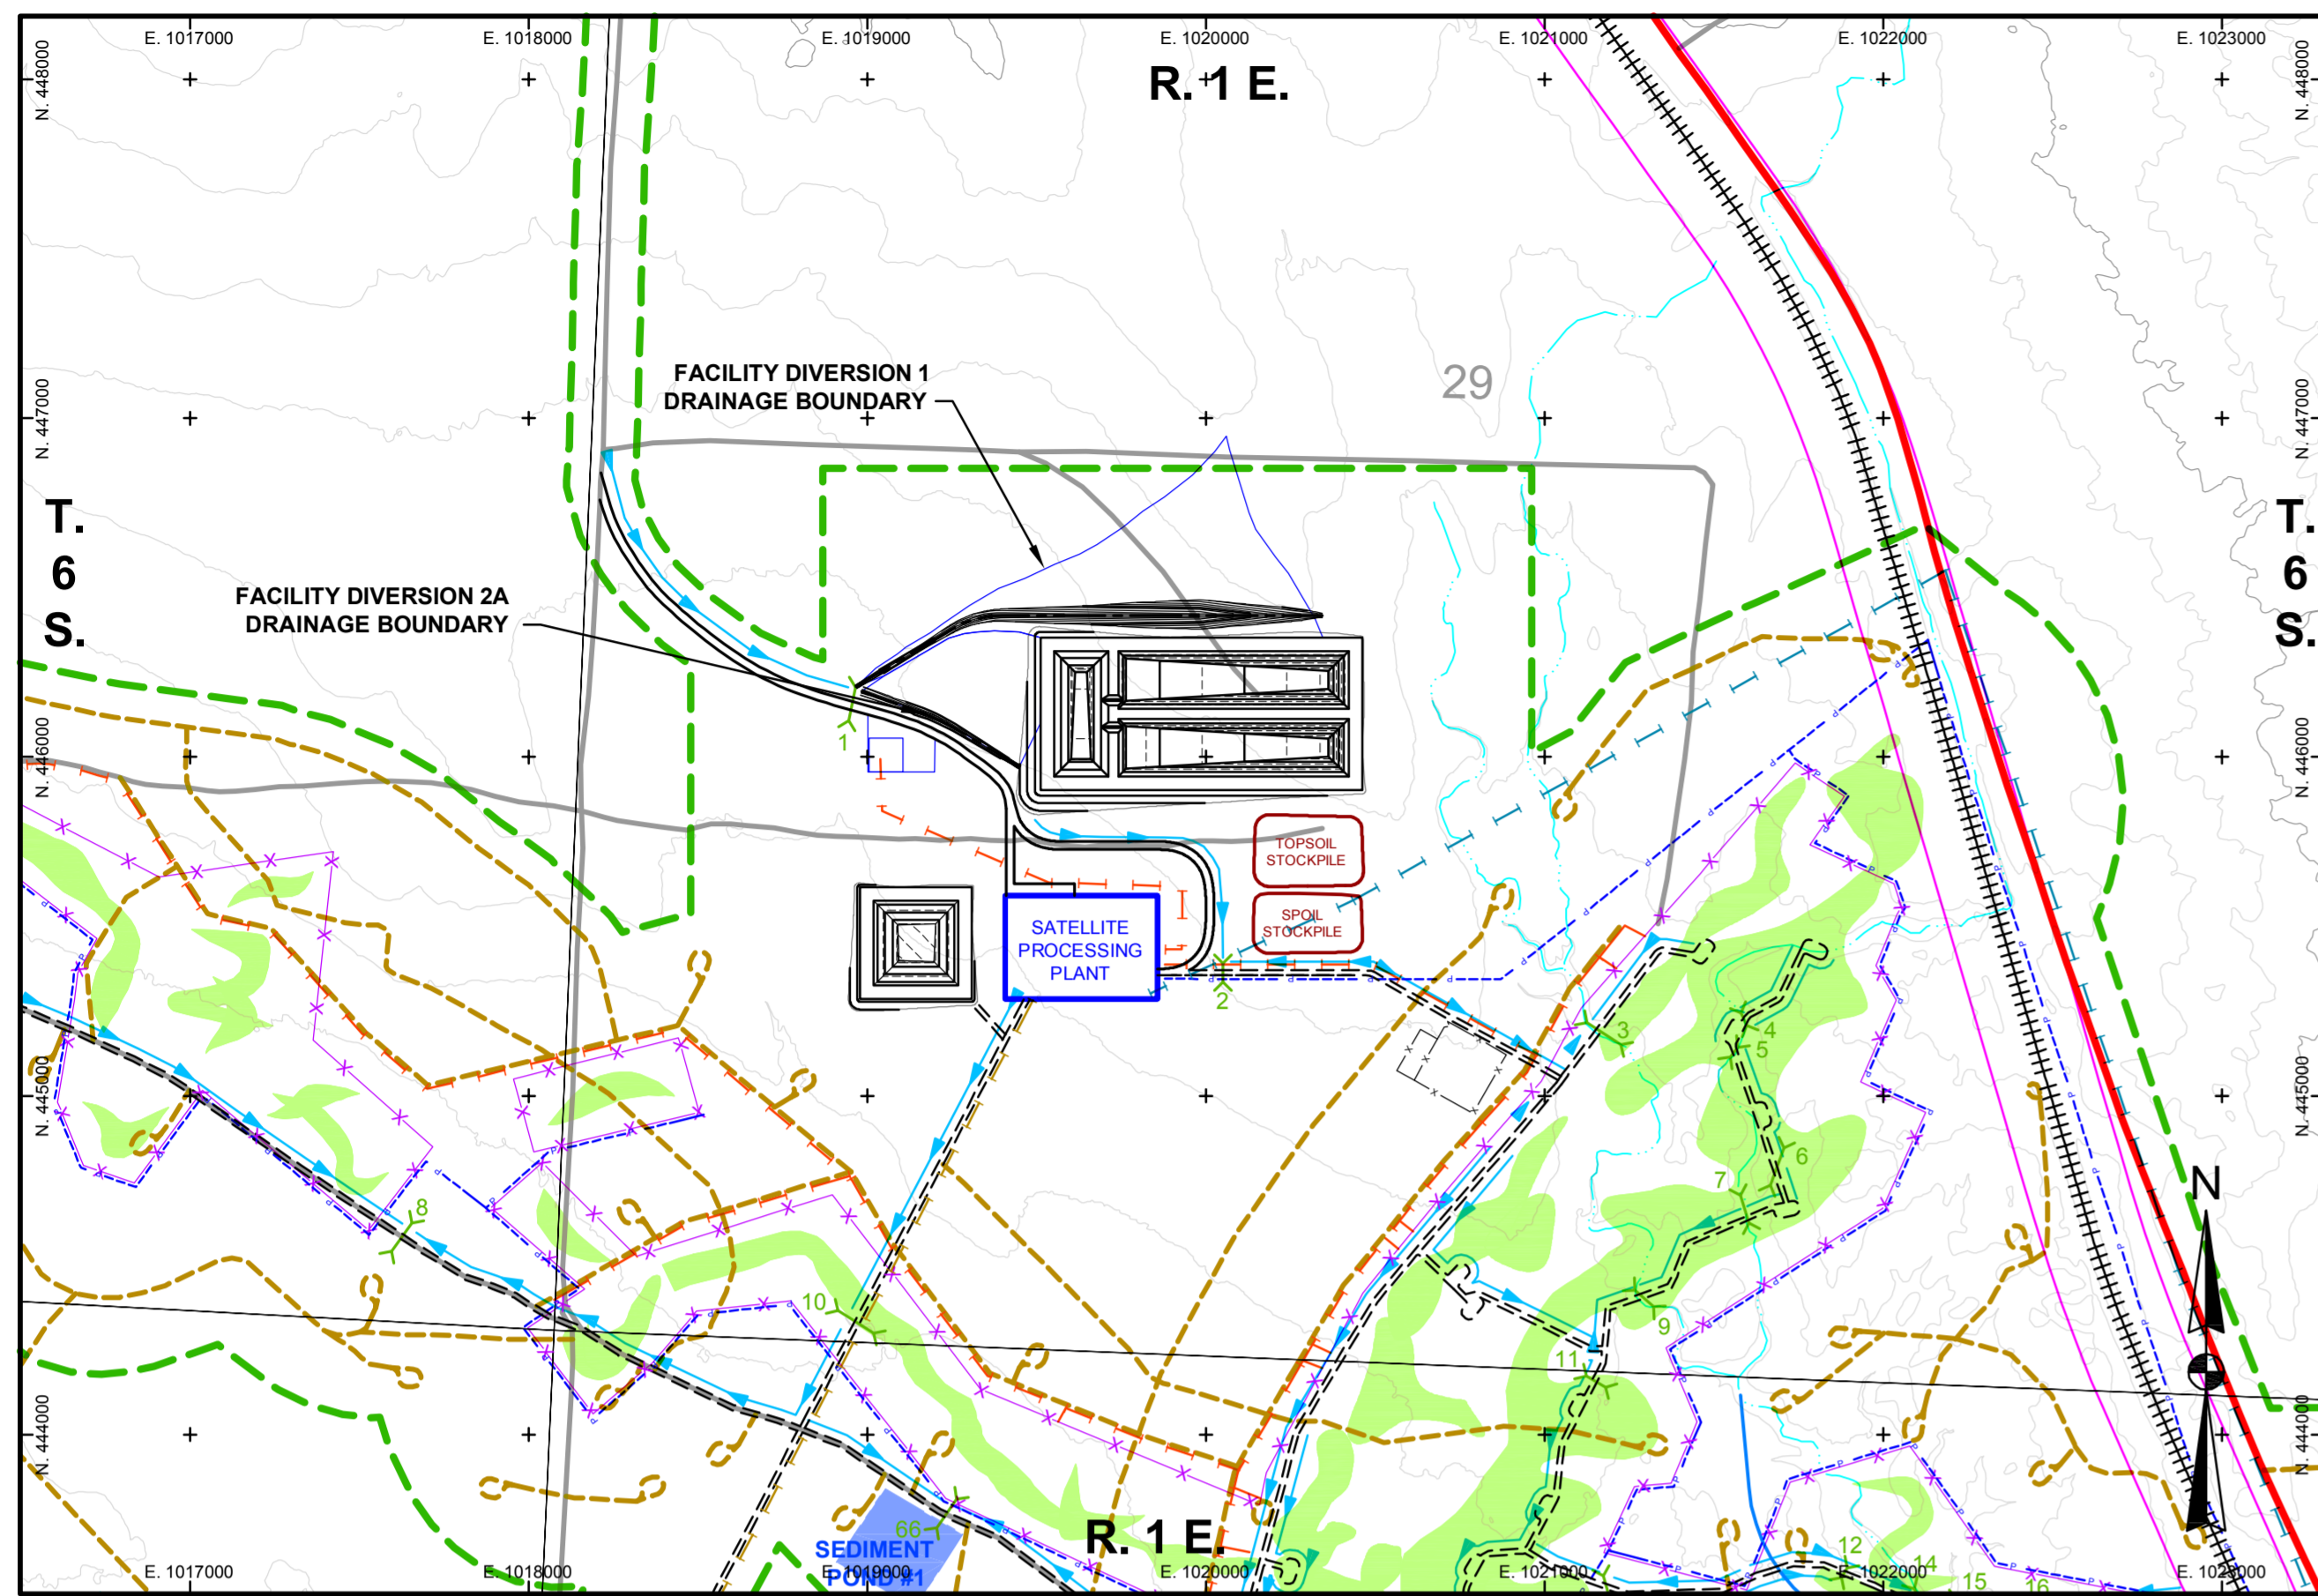 E. 1017000
E. 1018000
E. 1019000
E. 1020000
E. 1021000
E. 1022000
E. 1023000
N. 448000
R. 1 E.
N. 448000
FACILITY DIVERSION 1
DRAINAGE BOUNDARY
29
N. 447000
N. 447000
T.
6
S.
T.
6
S.
FACILITY DIVERSION 2A
DRAINAGE BOUNDARY
1
N. 446000
N. 446000
TOPSOIL
STOCKPILE
SPOIL
STOCKPILE
SATELLITE
PROCESSING
PLANT
2
3
4
5
N. 445000
N. 445000
6
7
8
N
10
9
11
N. 444000
N. 444000
66
SEDIMENT
POND #1
R. 1 E.
12
14
15
16
E. 1017000
E. 1018000
E. 1019000
E. 1020000
E. 1021000
E. 1022000
E. 1023000